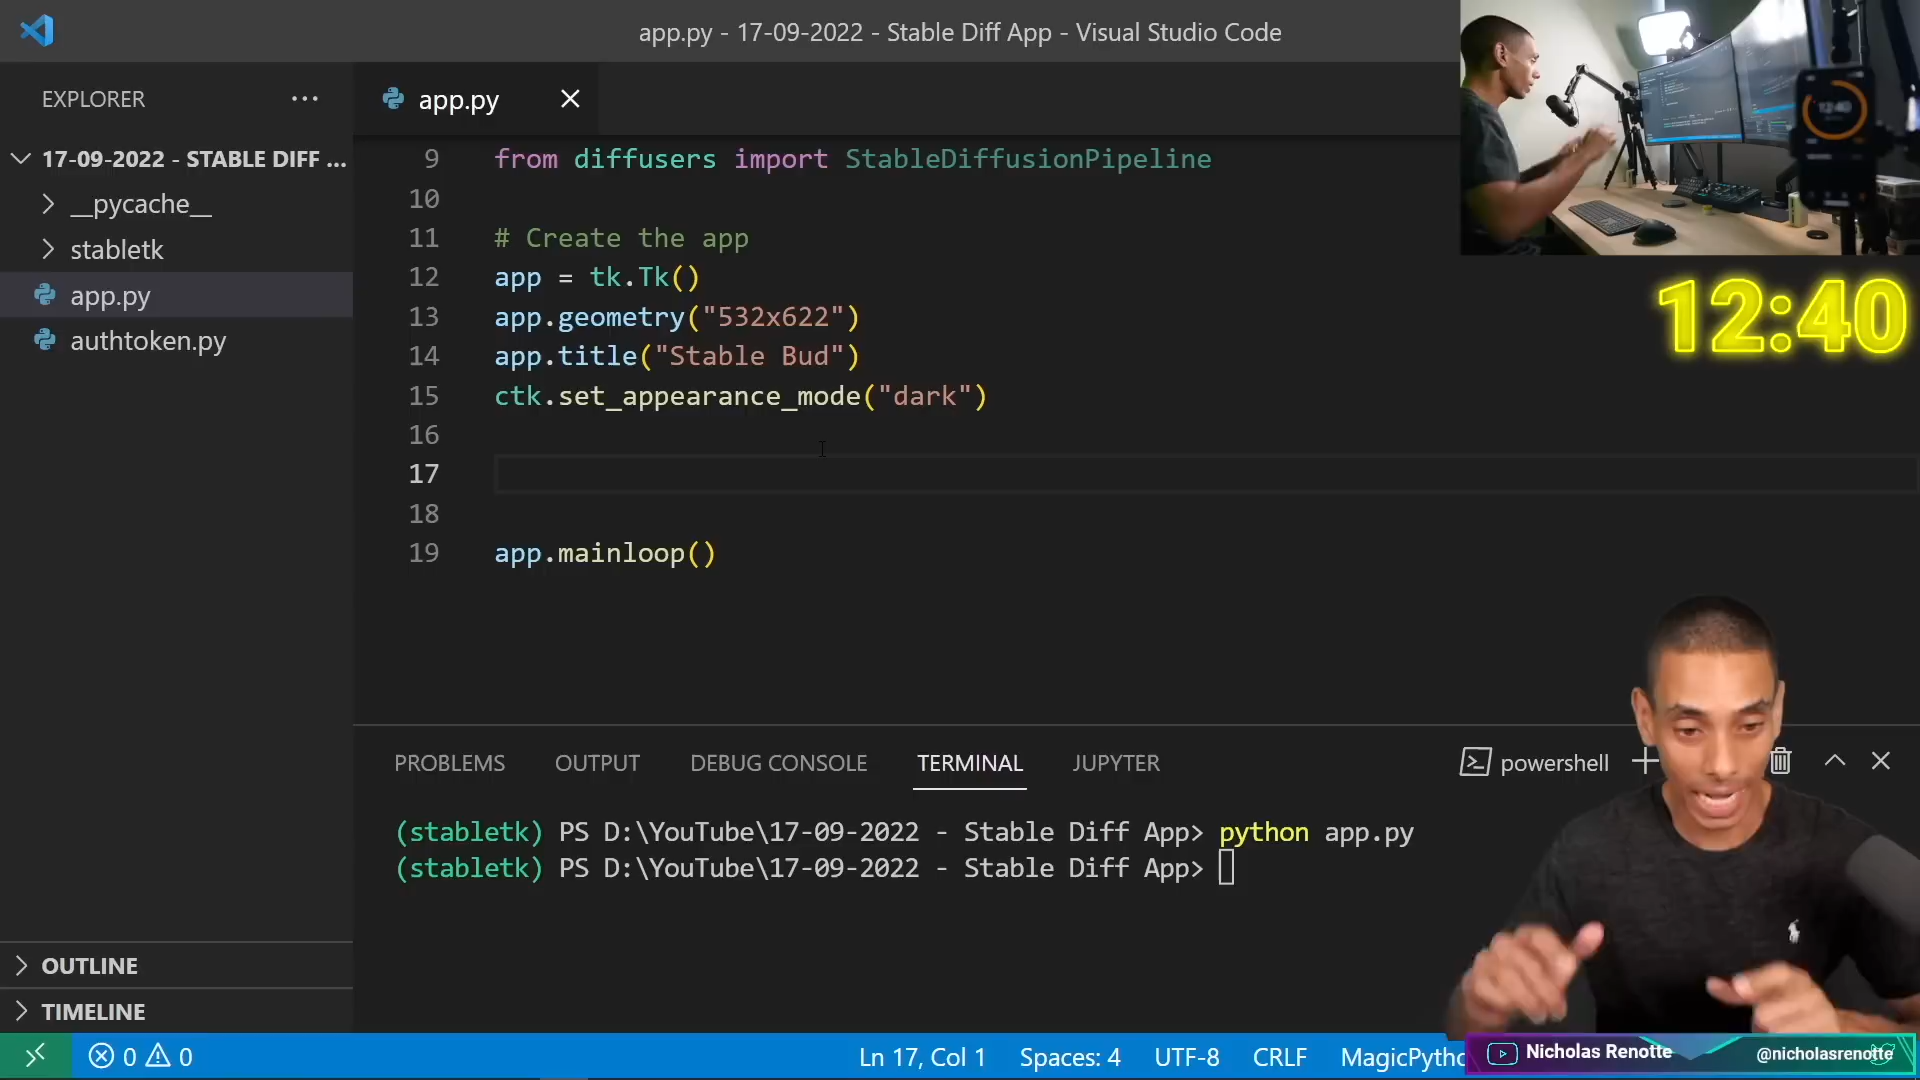 app.py - 17-09-2022 - Stable Diff App - Visual Studio Code
EXPLORER
17-09-2022 - STABLE DIFF ...
__pycache__
stabletk
app.py
authtoken.py
OUTLINE
TIMELINE
app.py
9 from diffusers import StableDiffusionPipeline
10
11 # Create the app
12 app = tk.Tk()
13 app.geometry("532x622")
14 app.title("Stable Bud")
15 ctk.set_appearance_mode("dark")
16
17
18
19 app.mainloop()
12:40
12:40
PROBLEMS OUTPUT DEBUG CONSOLE TERMINAL JUPYTER
powershell
(stabletk) PS D:\YouTube\17-09-2022 - Stable Diff App> python app.py
(stabletk) PS D:\YouTube\17-09-2022 - Stable Diff App>
0 0
Ln 17, Col 1 Spaces: 4 UTF-8 CRLF
Nicholas Renotte @nicholasrenotte